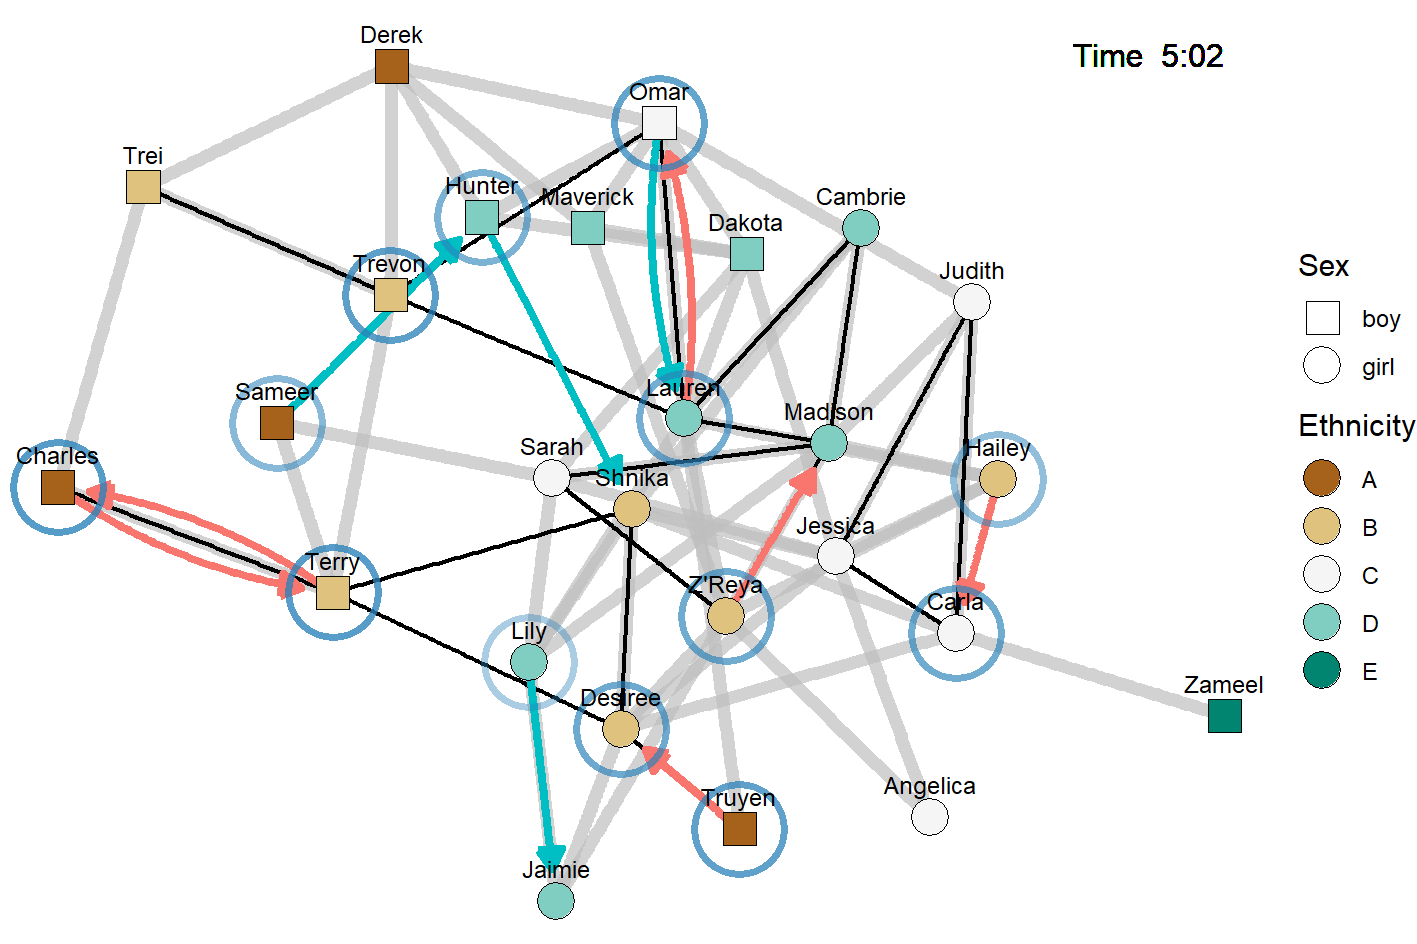 Derek
Time  5:02
Omar
Trei
Hunter
Maverick
Cambrie
Dakota
Trevon
Judith
Sex
boy
girl
Sameer
Lauren
Madison
Ethnicity
Charles
Sarah
Hailey
Shnika
A
B
Jessica
Terry
Z'Reya
C
Carla
Lily
D
Desiree
Zameel
E
Truyen
Angelica
Jaimie